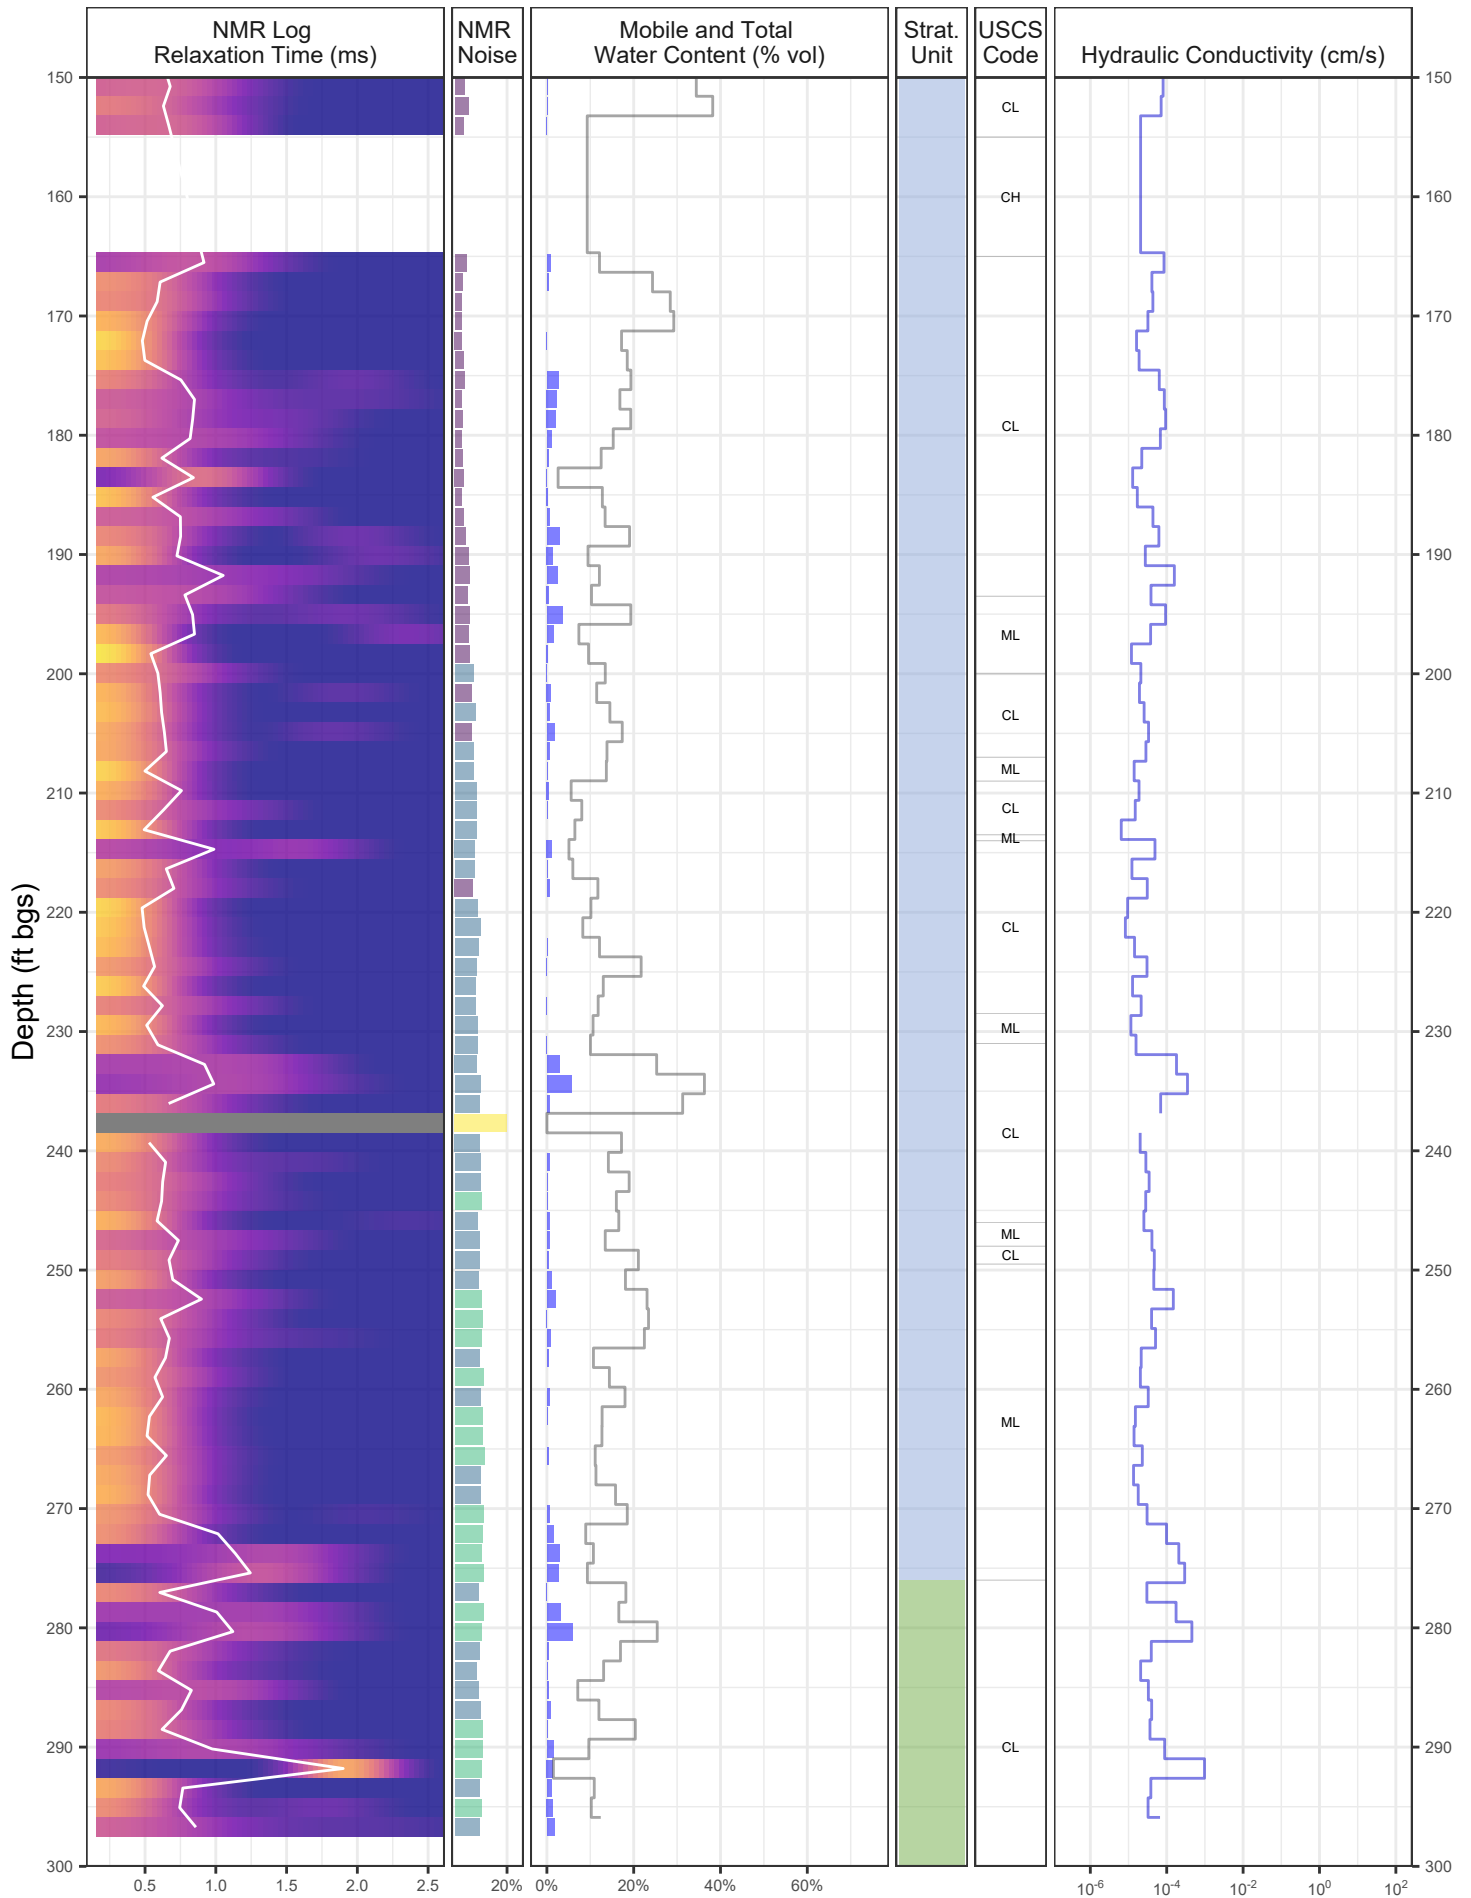 NMR Log
Relaxation Time (ms)
NMR
Noise
Mobile and Total
Water Content (% vol)
Strat.
Unit
USCS
Code
Hydraulic Conductivity (cm/s)
Depth (ft bgs)
150
160
170
180
190
200
210
220
230
240
250
260
270
280
290
300
CL
CH
CL
ML
CL
ML
CL
ML
CL
ML
CL
ML
CL
ML
CL
150
160
170
180
190
200
210
220
230
240
250
260
270
280
290
300
0.5 1.0 1.5 2.0 2.5
20%
0% 20% 40% 60%
10⁻⁶ 10⁻⁴ 10⁻² 10⁰ 10²